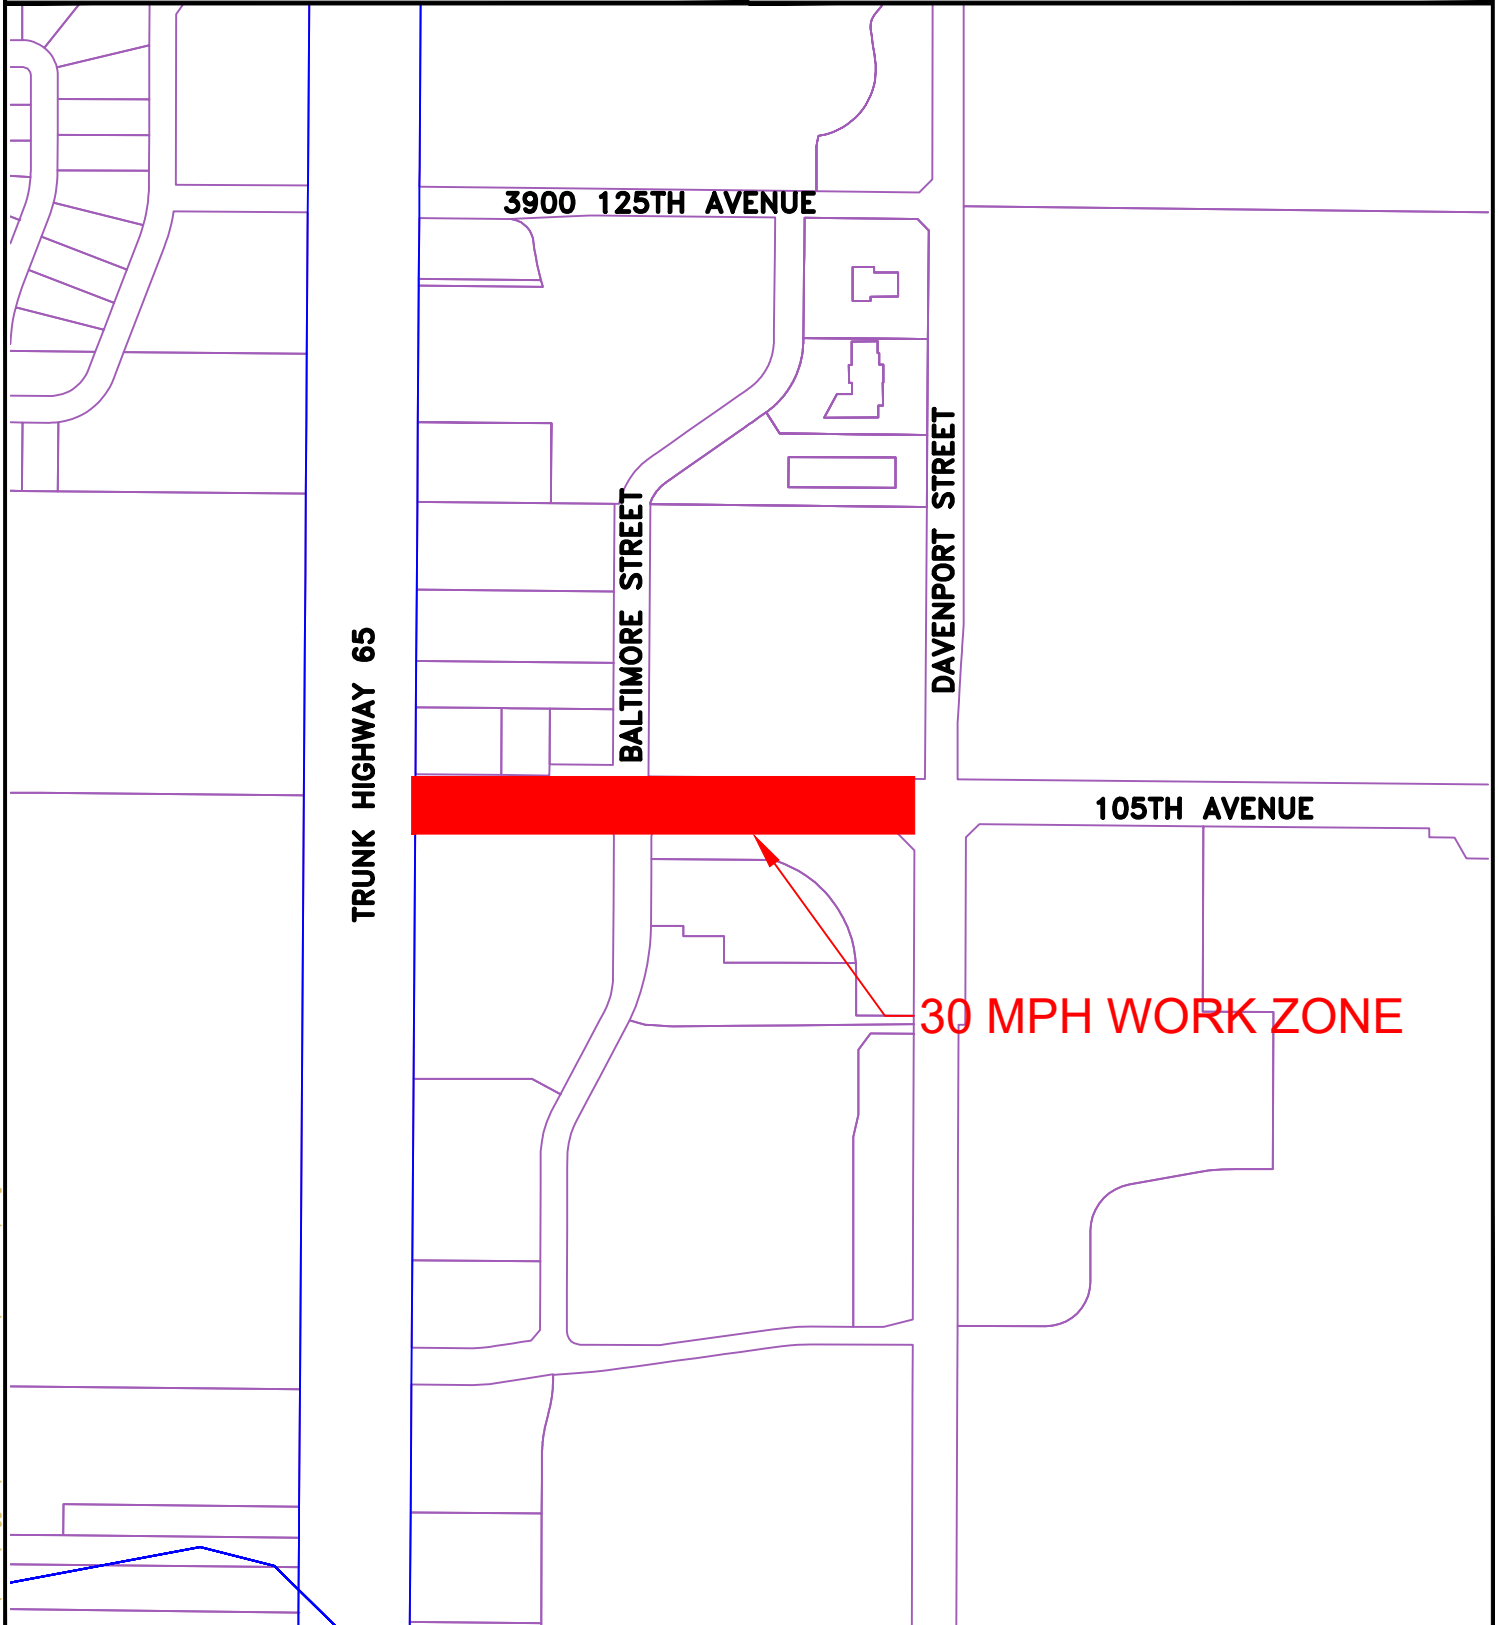 3900 125TH AVENUE
DAVENPORT STREET
BALTIMORE STREET
TRUNK HIGHWAY 65
105TH AVENUE
30 MPH WORK ZONE